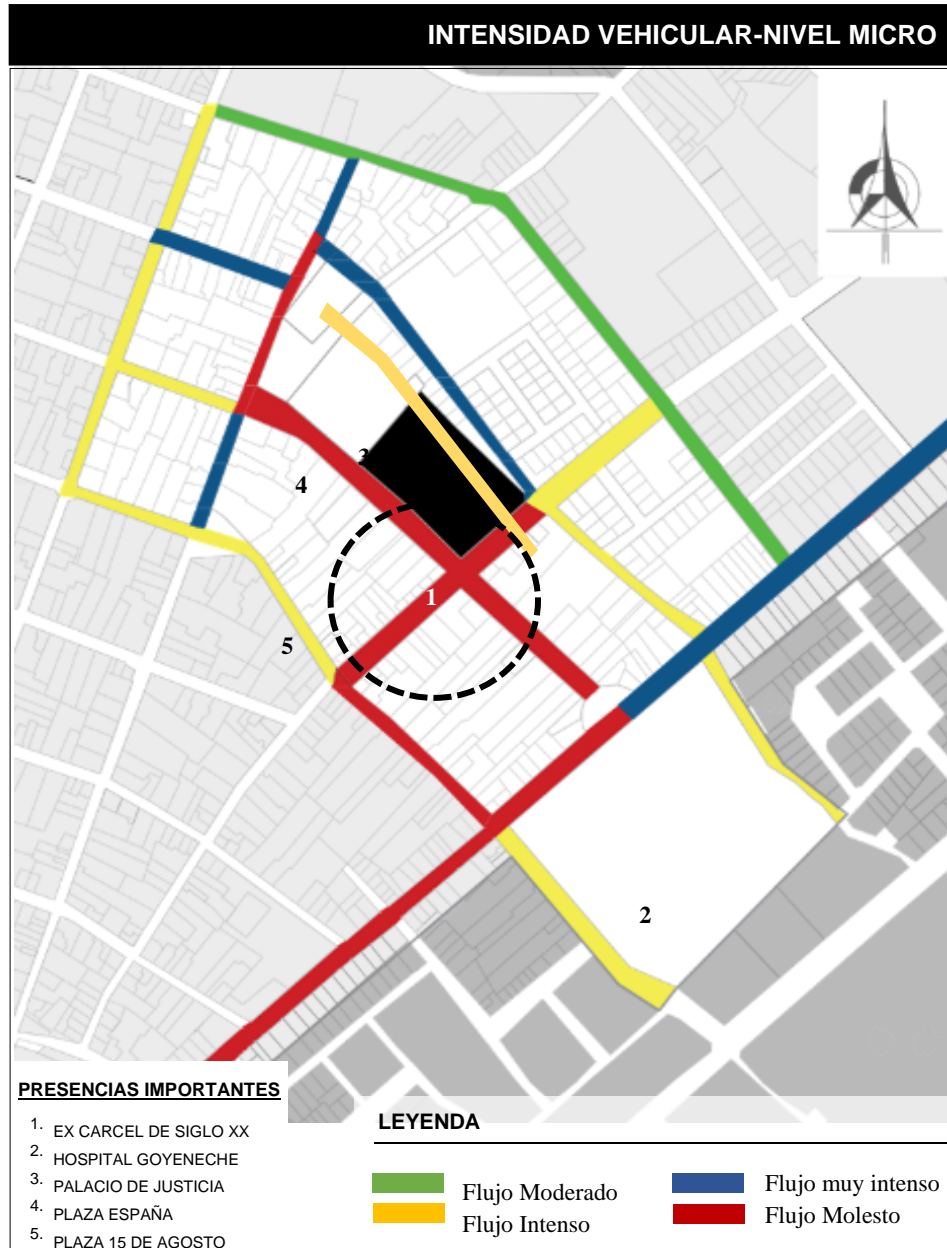 INTENSIDAD VEHICULAR-NIVEL MICRO
3
4
1
5
2
PRESENCIAS IMPORTANTES
1. EX CARCEL DE SIGLO XX
2. HOSPITAL GOYENECHE
3. PALACIO DE JUSTICIA
4. PLAZA ESPAÑA
5. PLAZA 15 DE AGOSTO
LEYENDA
Flujo Moderado
Flujo Intenso
Flujo muy intenso
Flujo Molesto